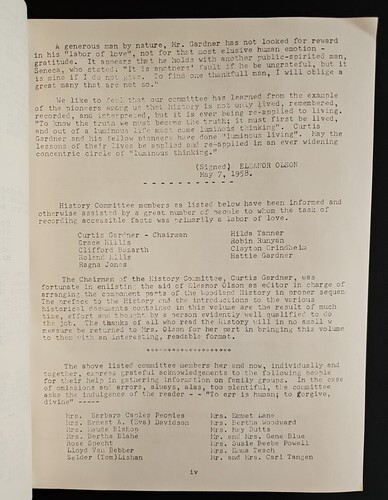 A generous man by nature, Mr. Gardner has not looked for reward
in his "labor of love", not for that most elusive human emotion -
gratitude. It appears that he holds with another public-spirited man,
Seneca, who stated, "It is another's fault if he be ungrateful, but it
is mine if I do not give. To find one thankfull man, I will oblige a
great many that are not so."
We like to feel that our committee has learned from the example
of the pioneers among us that history is not only lived, remembered,
recorded, and interpreted, but it is ever being re-applied to living.
"To know the truth we must become the truth; it must first be lived,
and out of a luminous life must come luminous thinking". Curtis
Gardner and his fellow pioneers have done "luminous living". May the
lessons of their lives be applied and re-applied in an ever widening
concentric circle of "luminous thinking."
(Signed) ELEANOR OLSON
May 7, 1958.
- - - - - - - - - - -
History Committee members as listed below have been informed and
otherwise assisted by a great number of people to whom the task of
recording accessible facts was primarily a labor of love.
Curtis Gardner - Chairman Hilda Tanner
Grace Willis Robin Runyan
Clifford Bozarth Clayton Grindheim
Roland Willis Hattie Gardner
Ragna Jones
The Chairman of the History Committee, Curtis Gardner, was
fortunate in enlisting the aid of Eleanor Olson as editor in charge of
arranging the component parts of the Woodland History in proper sequence.
The preface to the History and the introductions to the various
historical documents contained in this volume are the result of much
time, effort and thought by a person evidently well qualified to do
the job. The thanks of all who read the History will in no small
measure be returned to Mrs. Olson for her part in bringing this volume
to them with an interesting, readable format.
********************
The above listed committee members here and now, individually and
together, express grateful acknowledgements to the following people
for their help in gathering information on family groups. In the case
of omissions and errors, always, alas, too plentiful, the committee
asks the indulgence of the reader - - "To err is human; to forgive,
divine" -----
Mrs. Barbara Caples Peoples Mrs. Emmet Lane
Mrs. Ernest A. (Eva) Davidson Mrs. Bertha Woodward
Mrs. Maude Bishop Mrs. May Butts
Mrs. Bertha Blake Mr. and Mrs. Gene Blue
Rose Specht Mrs. Susie Beebe Powell
Lloyd Van Bebber Mrs. Emma Tesch
Zelder (Tom) Lishan Mr. and Mrs. Carl Tangen
iv